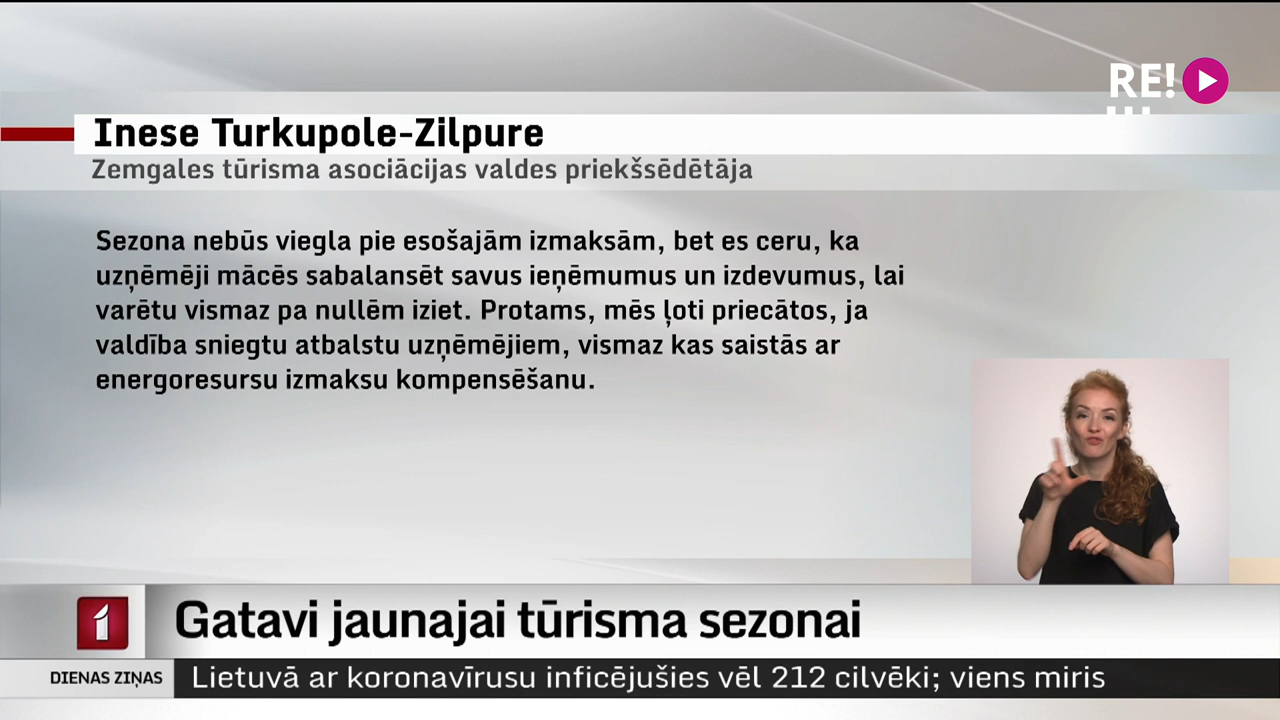 RE!
Inese Turkupole-Zilpure
Zemgales tūrisma asociācijas valdes priekšsēdētāja
Sezona nebūs viegla pie esošajām izmaksām, bet es ceru, ka
uzņēmēji mācēs sabalansēt savus ieņēmumus un izdevumus, lai
varētu vismaz pa nullēm iziet. Protams, mēs ļoti priecātos, ja
valdība sniegtu atbalstu uzņēmējiem, vismaz kas saistās ar
energoresursu izmaksu kompensēšanu.
1 Gatavi jaunajai tūrisma sezonai
DIENAS ZIŅAS Lietuvā ar koronavīrusu inficējušies vēl 212 cilvēki; viens miris